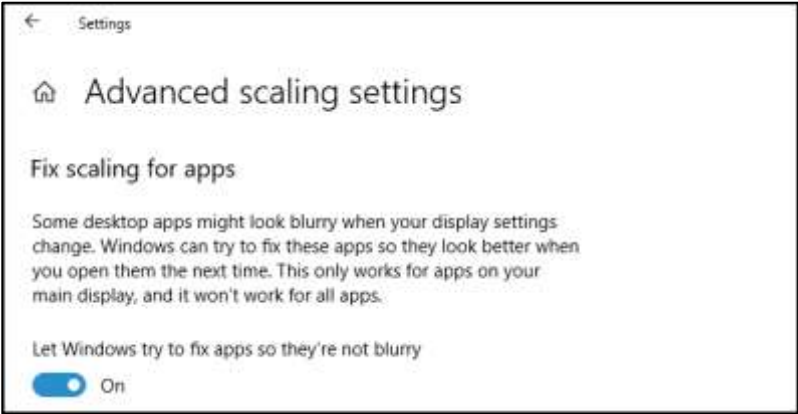 Settings
Advanced scaling settings
Fix scaling for apps
Some desktop apps might look blurry when your display settings
change. Windows can try to fix these apps so they look better when
you open them the next time. This only works for apps on your
main display, and it won't work for all apps.
Let Windows try to fix apps so they're not blurry
On